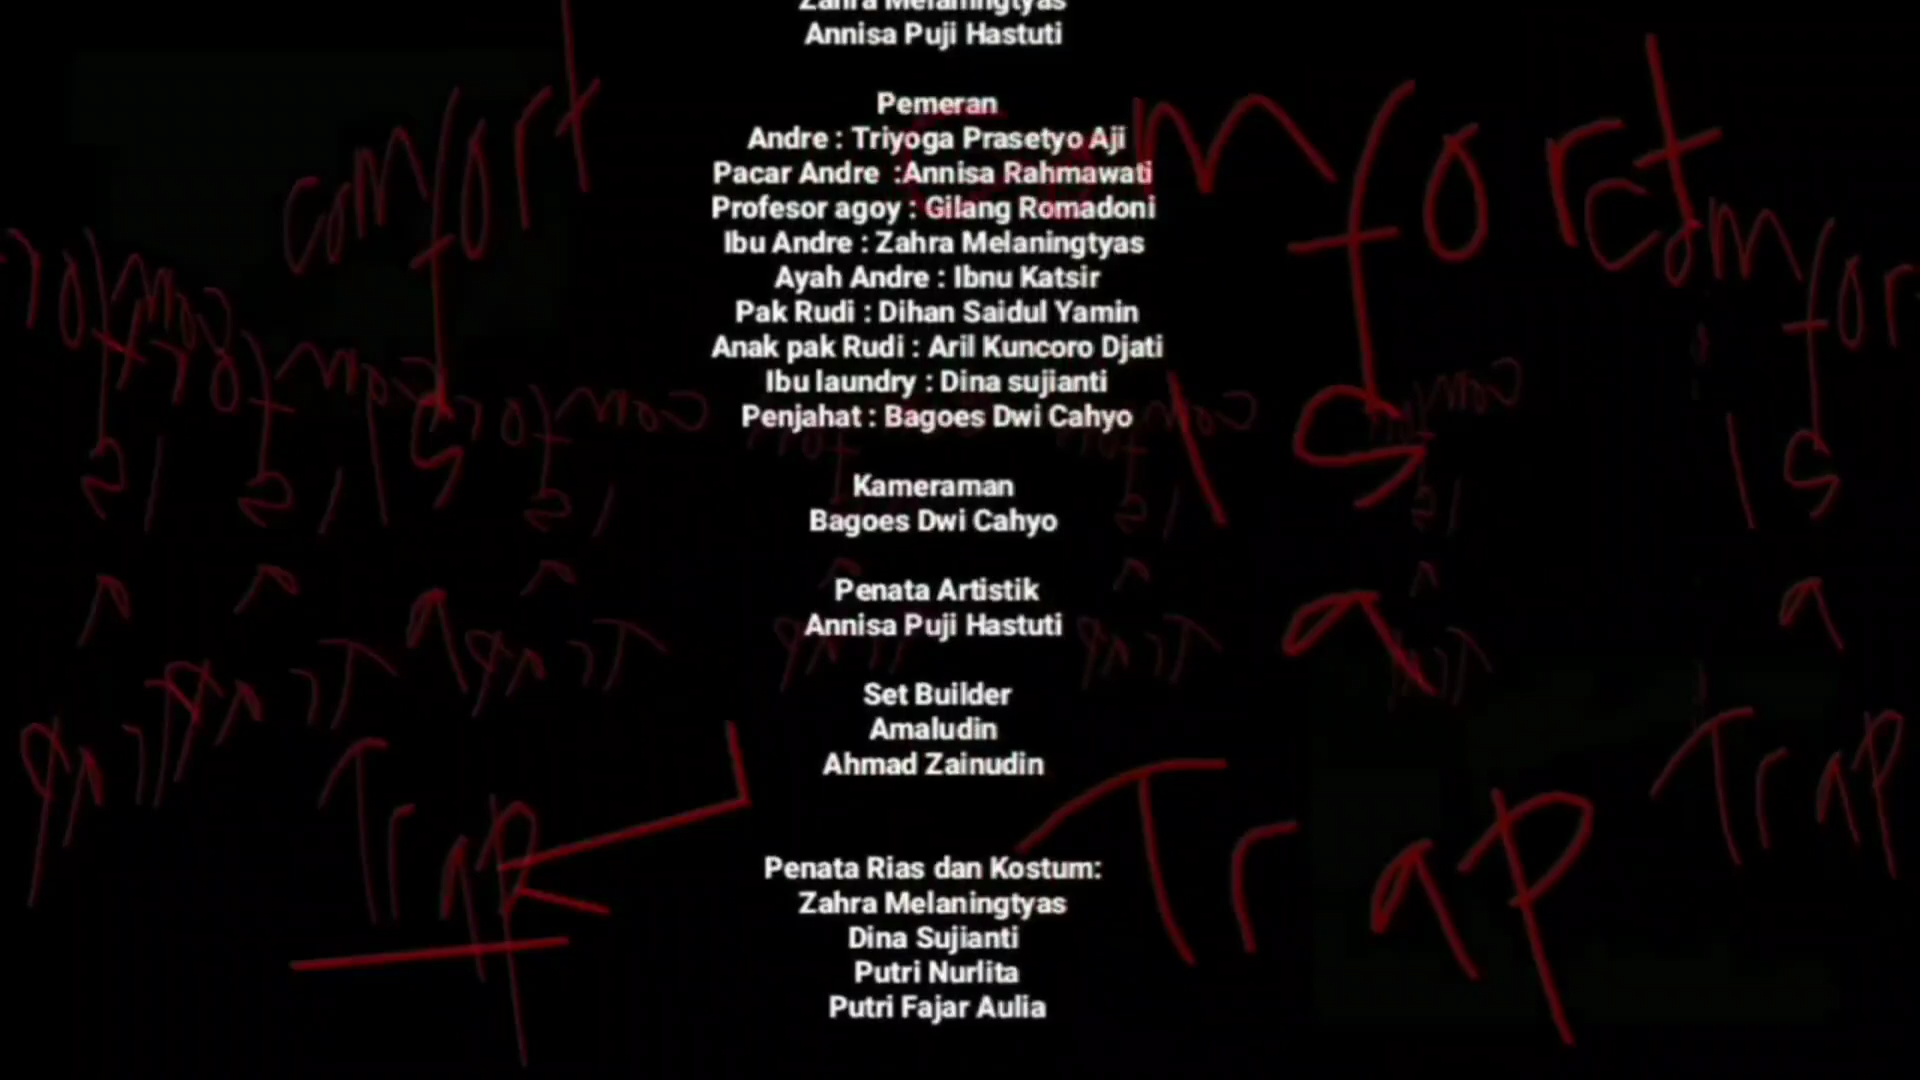 Zahra Melaningtyas
Annisa Puji Hastuti
Pemeran
Andre : Triyoga Prasetyo Aji
Pacar Andre :Annisa Rahmawati
Profesor agoy : Gilang Romadoni
Ibu Andre : Zahra Melaningtyas
Ayah Andre : Ibnu Katsir
Pak Rudi : Dihan Saidul Yamin
Anak pak Rudi : Aril Kuncoro Djati
Ibu laundry : Dina sujianti
Penjahat : Bagoes Dwi Cahyo
Kameraman
Bagoes Dwi Cahyo
Penata Artistik
Annisa Puji Hastuti
Set Builder
Amaludin
Ahmad Zainudin
Penata Rias dan Kostum:
Zahra Melaningtyas
Dina Sujianti
Putri Nurlita
Putri Fajar Aulia
comfort
is
a
Trap
comfort
is
a
Trap
comfor
is
a
Trap